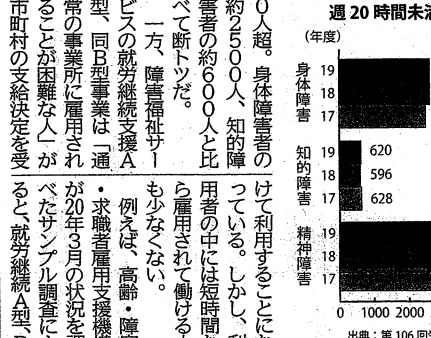 ０人超。身体障害者の
約２５００人、知的障
害者の約６００人と比
べて断トツだ。
一方、障害福祉サー
ビスの就労継続支援Ａ
型、同Ｂ型事業は「通
常の事業所に雇用され
ることが困難な人」が
市町村の支給決定を受
けて利用することにな
っている。しかし、利
用者の中には短時間な
ら雇用されて働ける人
も少なくない。
例えば、高齢・障
・求職者雇用支援機
が20年３月の状況を調
べたサンプル調査によ
ると、就労継続Ａ型、
週20時間未満
(年度)
身体障害
19
18
17
知的障害
19 620
18 596
17 628
精神障害
19
18
17
0 1000 2000
出典：第106回